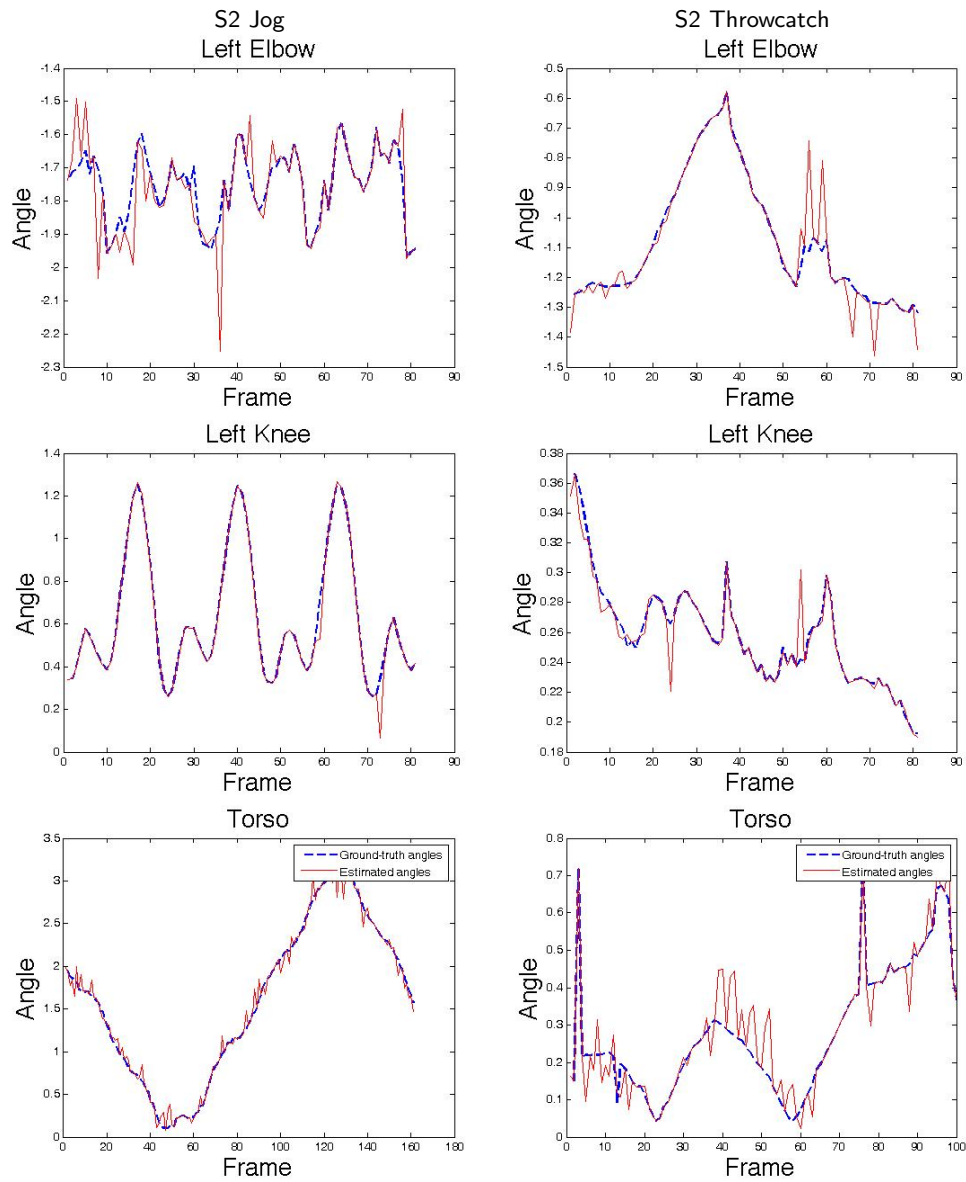 S2 Jog
Left Elbow
-1.4
-1.5
-1.6
-1.7
-1.8
-1.9
-2
-2.1
-2.2
-2.3
0 10 20 30 40 50 60 70 80 90
Angle
Frame
S2 Throwcatch
Left Elbow
-0.5
-0.6
-0.7
-0.8
-0.9
-1
-1.1
-1.2
-1.3
-1.4
-1.5
0 10 20 30 40 50 60 70 80 90
Angle
Frame
Left Knee
1.4
1.2
1
0.8
0.6
0.4
0.2
0
0 10 20 30 40 50 60 70 80 90
Angle
Frame
Left Knee
0.38
0.36
0.34
0.32
0.3
0.28
0.26
0.24
0.22
0.2
0.18
0 10 20 30 40 50 60 70 80 90
Angle
Frame
Torso
3.5
3
2.5
2
1.5
1
0.5
0
0 20 40 60 80 100 120 140 160 180
Angle
Frame
Ground-truth angles
Estimated angles
Torso
0.8
0.7
0.6
0.5
0.4
0.3
0.2
0.1
0
0 10 20 30 40 50 60 70 80 90 100
Angle
Frame
Ground-truth angles
Estimated angles